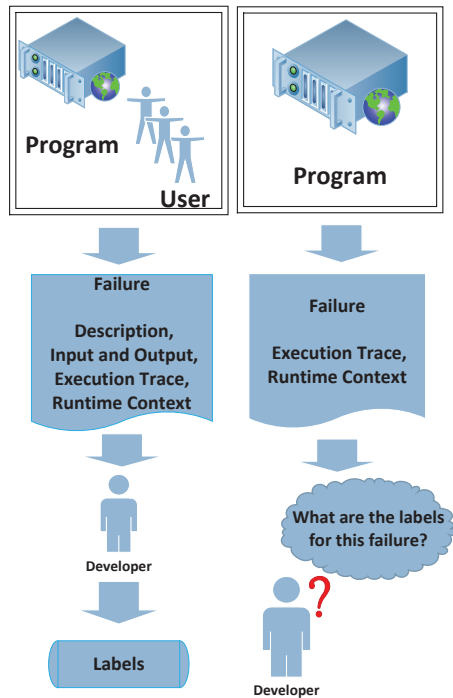 Program
User
Failure
Description,
Input and Output,
Execution Trace,
Runtime Context
Developer
Labels
Program
Failure
Execution Trace,
Runtime Context
What are the labels
for this failure?
?
Developer